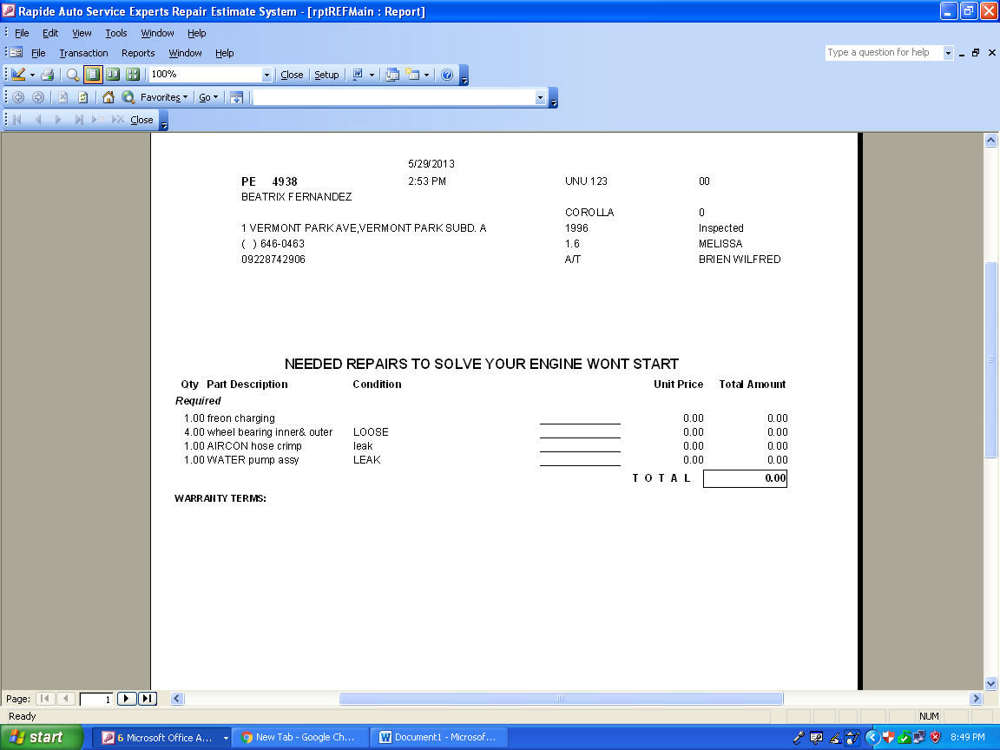 Rapide Auto Service Experts Repair Estimate System - [rptREFMain : Report]
File Edit View Tools Window Help
File Transaction Reports Window Help Type a question for help
100% Close Setup
Favorites Go
Close
5/29/2013
PE 4938 2:53 PM UNU 123 00
BEATRIX FERNANDEZ
COROLLA 0
1 VERMONT PARK AVE,VERMONT PARK SUBD. A 1996 Inspected
( ) 646-0463 1.6 MELISSA
09228742906 A/T BRIEN WILFRED
NEEDED REPAIRS TO SOLVE YOUR ENGINE WONT START
Qty Part Description Condition Unit Price Total Amount
Required
1.00 freon charging 0.00 0.00
4.00 wheel bearing inner& outer LOOSE 0.00 0.00
1.00 AIRCON hose crimp leak 0.00 0.00
1.00 WATER pump assy LEAK 0.00 0.00
T O T A L 0.00
WARRANTY TERMS:
Page: 1
Ready NUM
start 6 Microsoft Office A... New Tab - Google Ch... Document1 - Microsof... 8:49 PM